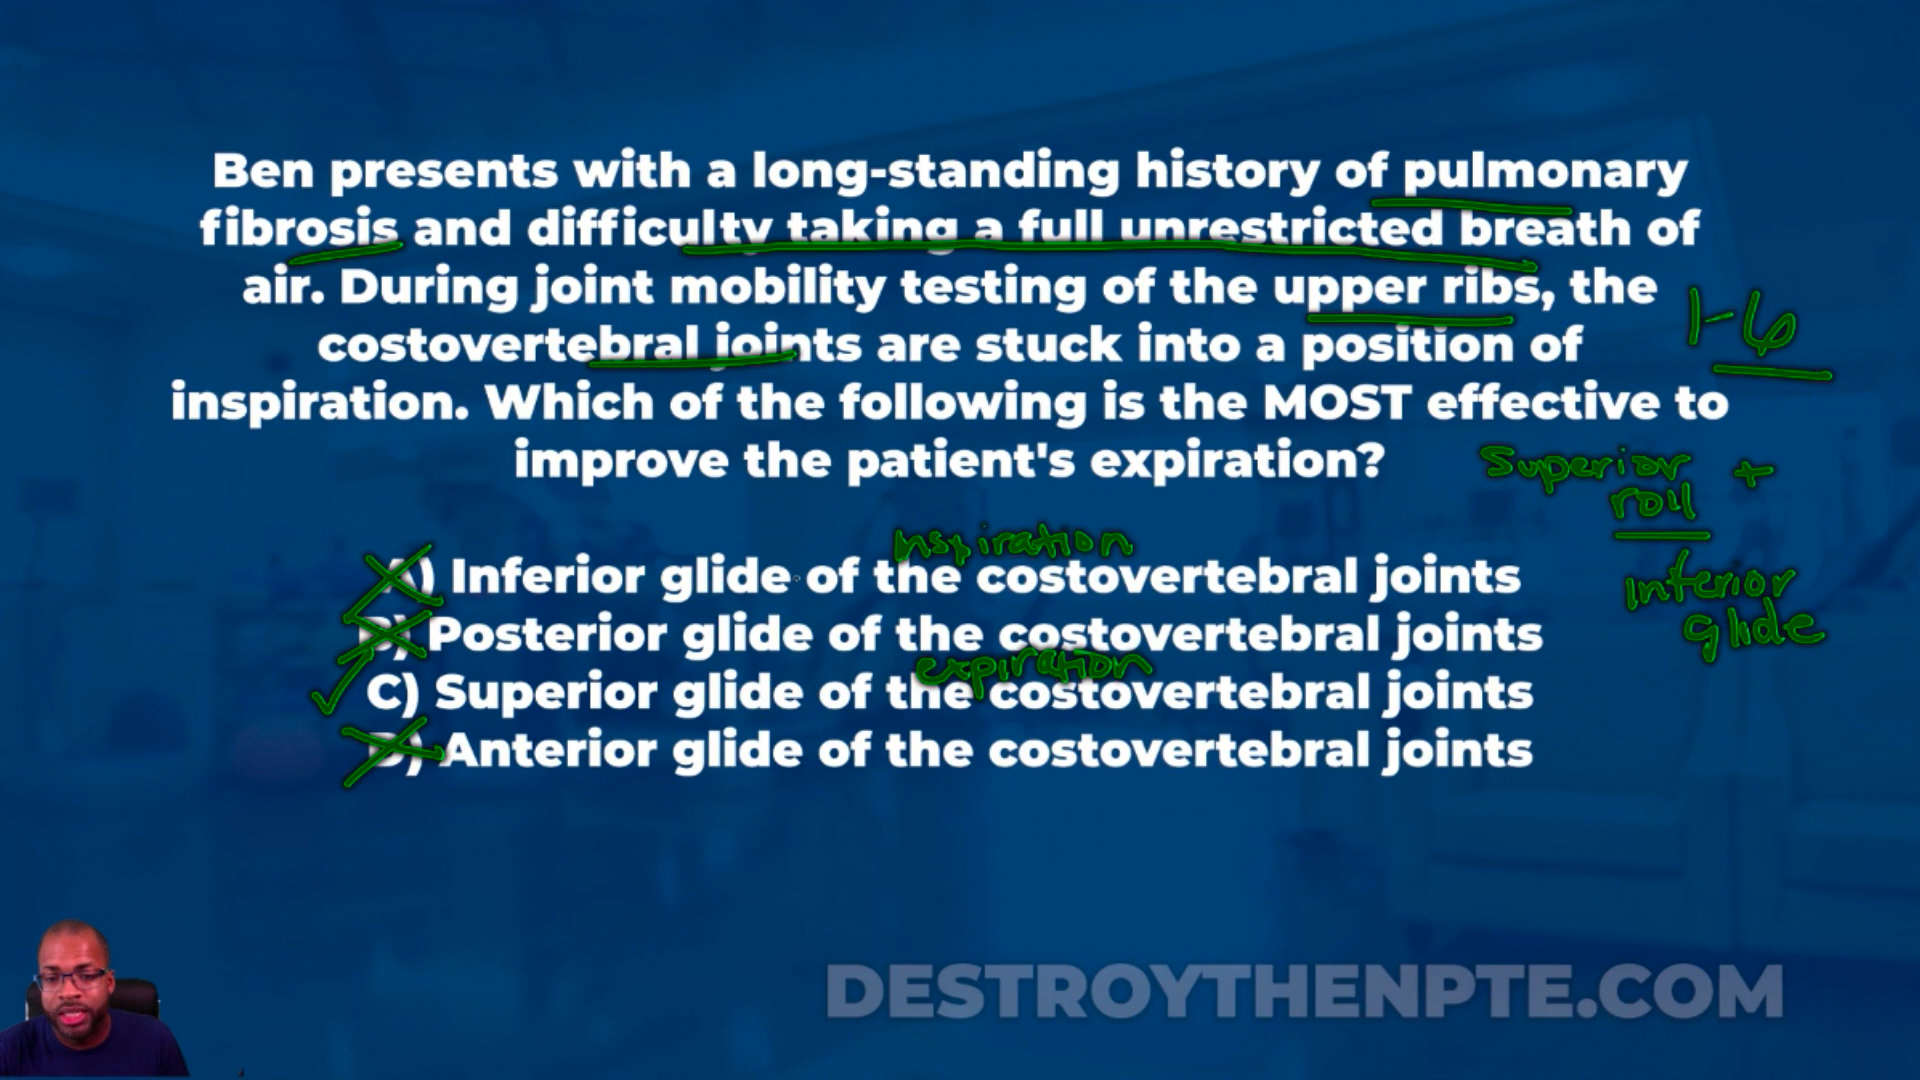 Ben presents with a long-standing history of pulmonary
fibrosis and difficulty taking a full unrestricted breath of
air. During joint mobility testing of the upper ribs, the
1-6
costovertebral joints are stuck into a position of
inspiration. Which of the following is the MOST effective to
improve the patient's expiration?
Superior +
roll
Inspiration
A) Inferior glide of the costovertebral joints
Inferior
glide
B) Posterior glide of the costovertebral joints
expiration
C) Superior glide of the costovertebral joints
D) Anterior glide of the costovertebral joints
DESTROYTHENPTE.COM